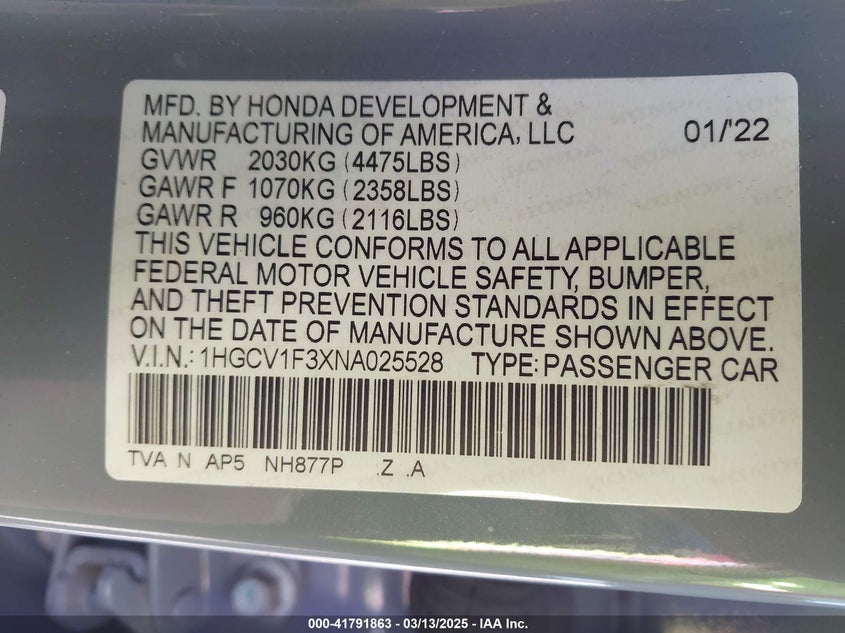 MFD. BY HONDA DEVELOPMENT &
MANUFACTURING OF AMERICA, LLC 01/'22
GVWR 2030KG (4475LBS)
GAWR F 1070KG (2358LBS)
GAWR R 960KG (2116LBS)
THIS VEHICLE CONFORMS TO ALL APPLICABLE
FEDERAL MOTOR VEHICLE SAFETY, BUMPER,
AND THEFT PREVENTION STANDARDS IN EFFECT
ON THE DATE OF MANUFACTURE SHOWN ABOVE.
V.I.N.: 1HGCV1F3XNA025528 TYPE: PASSENGER CAR
TVA N AP5 NH877P .Z .A
000-41791863 - 03/13/2025 - IAA Inc.